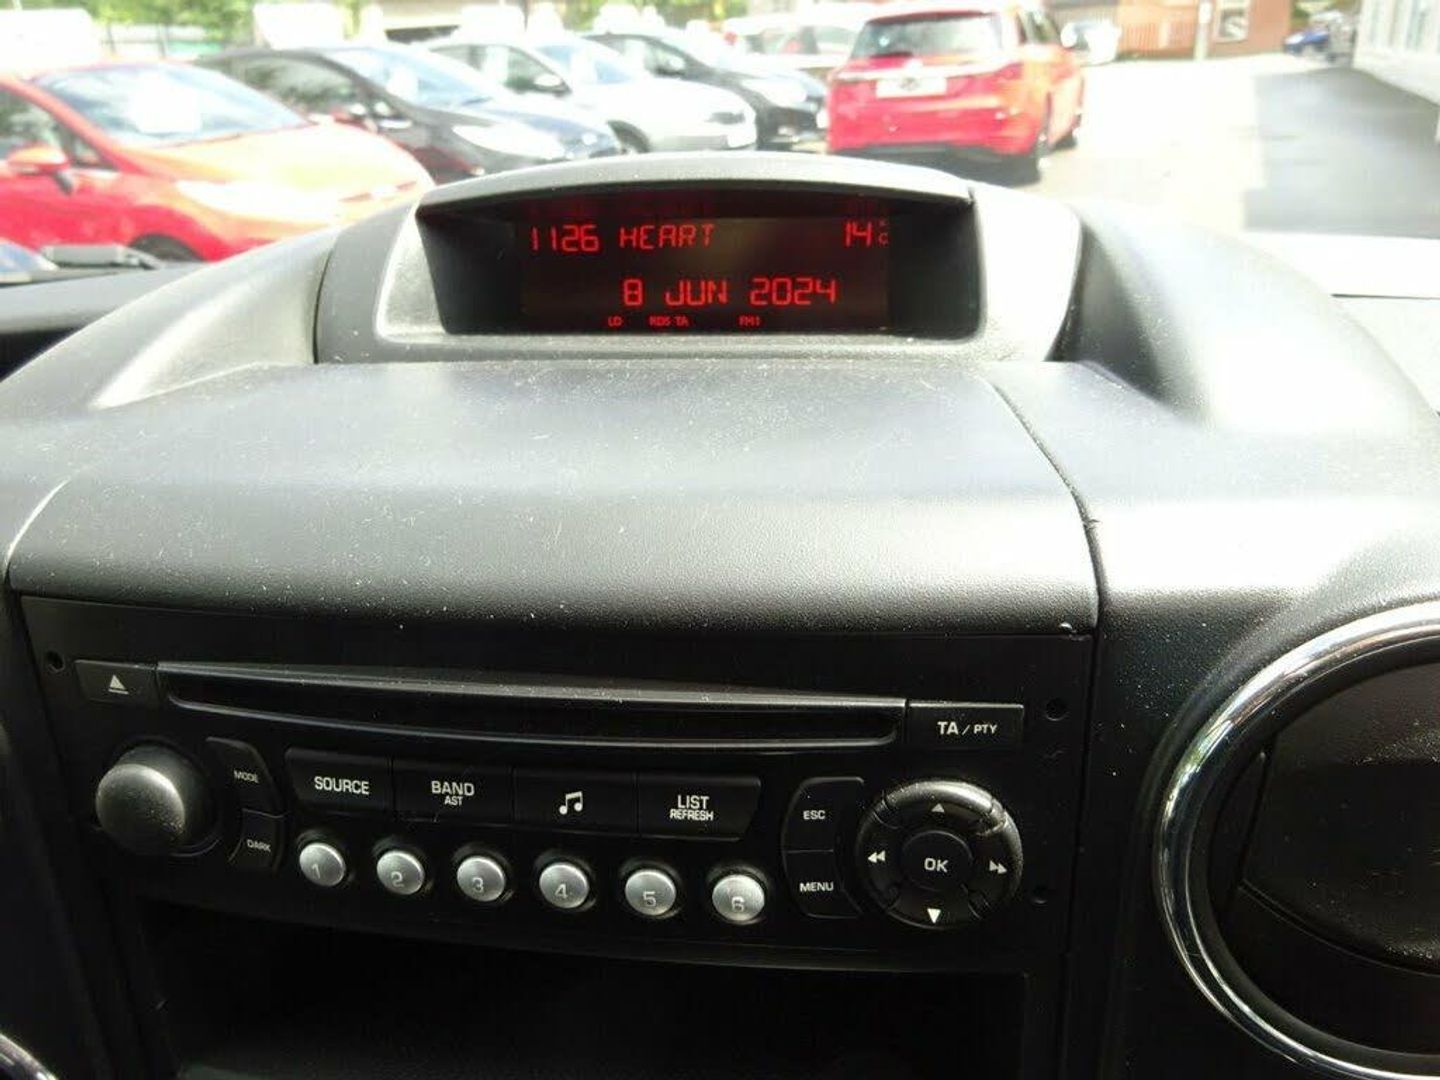 1126 HEART 14°C
8 JUN 2024
LO RDS TA FM1
TA / PTY
MODE
SOURCE
BAND
AST
LIST
REFRESH
ESC
DARK
1 2 3 4 5 6
MENU
OK